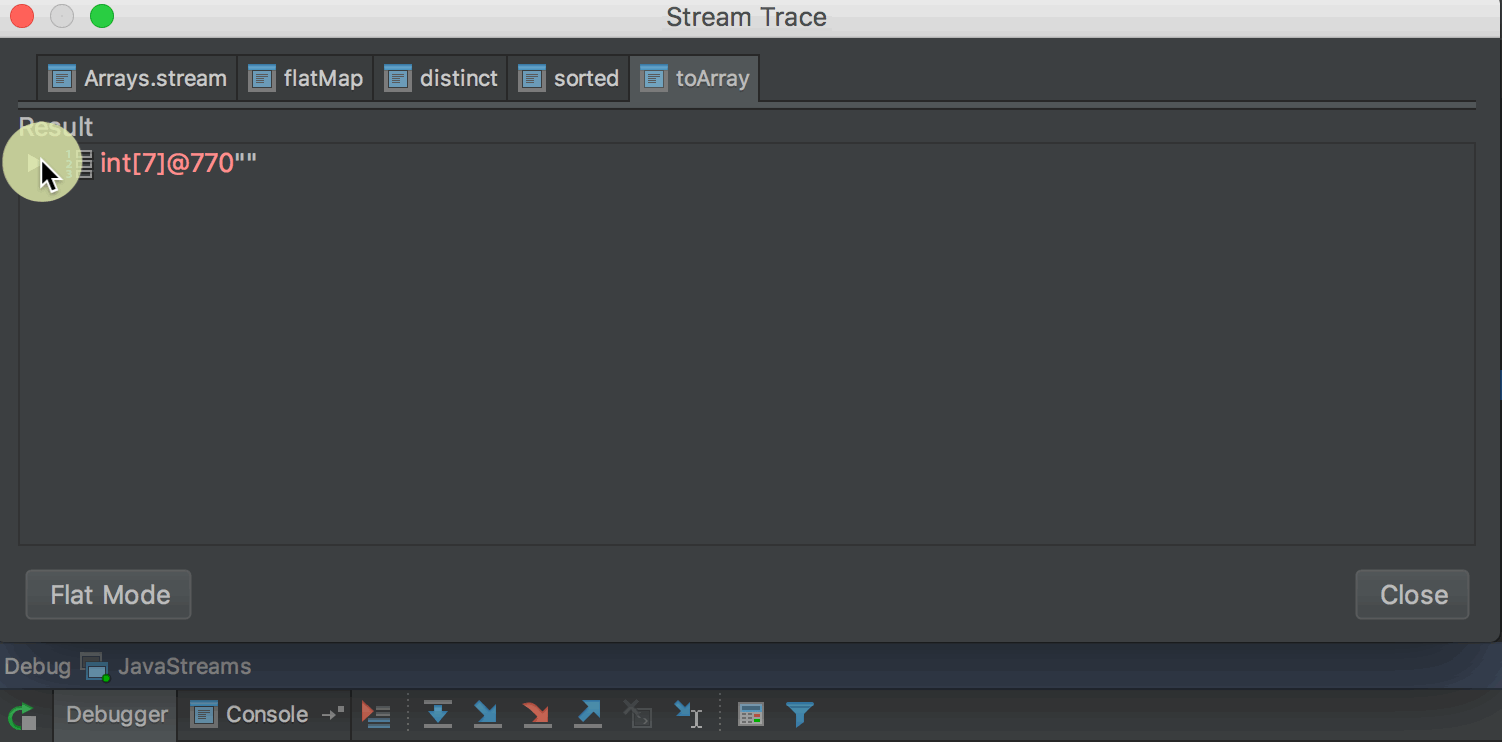 Stream Trace
Arrays.stream flatMap distinct sorted toArray
Result
int[7]@770""
Flat Mode Close
Debug JavaStreams
Debugger Console